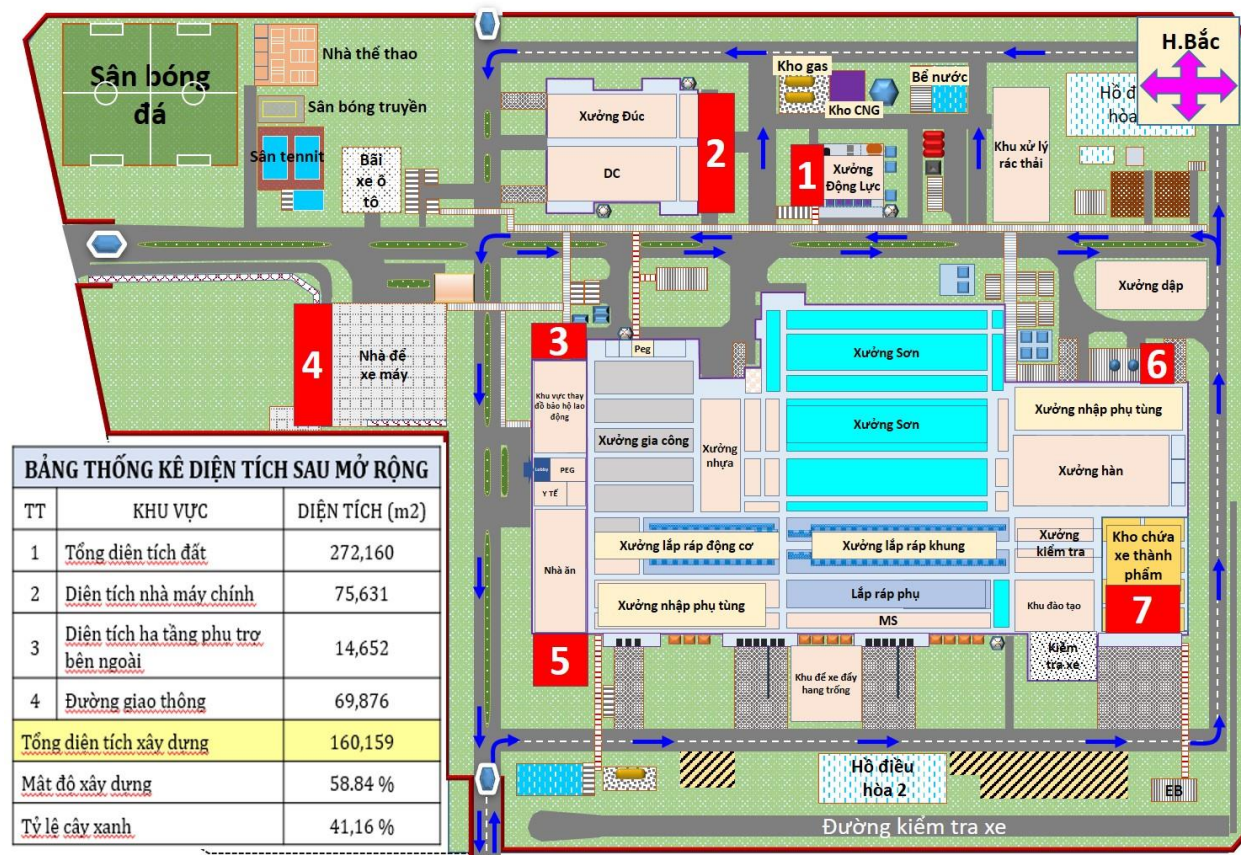 H.Bắc
Nhà thể thao
Sân bóng
đá
Sân bóng truyền
Sân tennit
Bãi
xe ô
tô
Xưởng Đúc
DC
2
Kho gas
Kho CNG
Bể nước
1
Xưởng
Động Lực
Khu xử lý
rác thải
Hồ đi
hòa
Xưởng dập
4
Nhà để
xe máy
3
Peg
6
Khu vực thay
đồ bảo hộ lao
động
Xưởng gia công
Xưởng
nhựa
Xưởng Sơn
Xưởng Sơn
Xưởng nhập phụ tùng
Xưởng hàn
Lobby
PEG
Y TẾ
Nhà ăn
Xưởng lắp ráp động cơ
Xưởng lắp ráp khung
Xưởng
kiểm tra
Kho chứa
xe thành
phẩm
7
Xưởng nhập phụ tùng
Lắp ráp phụ
MS
Khu đào tạo
5
Kiểm
tra xe
Khu để xe đẩy
hang trống
Hồ điều
hòa 2
EB
Đường kiểm tra xe
BẢNG THỐNG KÊ DIỆN TÍCH SAU MỞ RỘNG
TT KHU VỰC DIỆN TÍCH (m2)
1 Tổng diện tích đất 272,160
2 Diện tích nhà máy chính 75,631
3 Diện tích hạ tầng phụ trợ
bên ngoài 14,652
4 Đường giao thông 69,876
Tổng diện tích xây dựng 160,159
Mật độ xây dựng 58.84 %
Tỷ lệ cây xanh 41,16 %